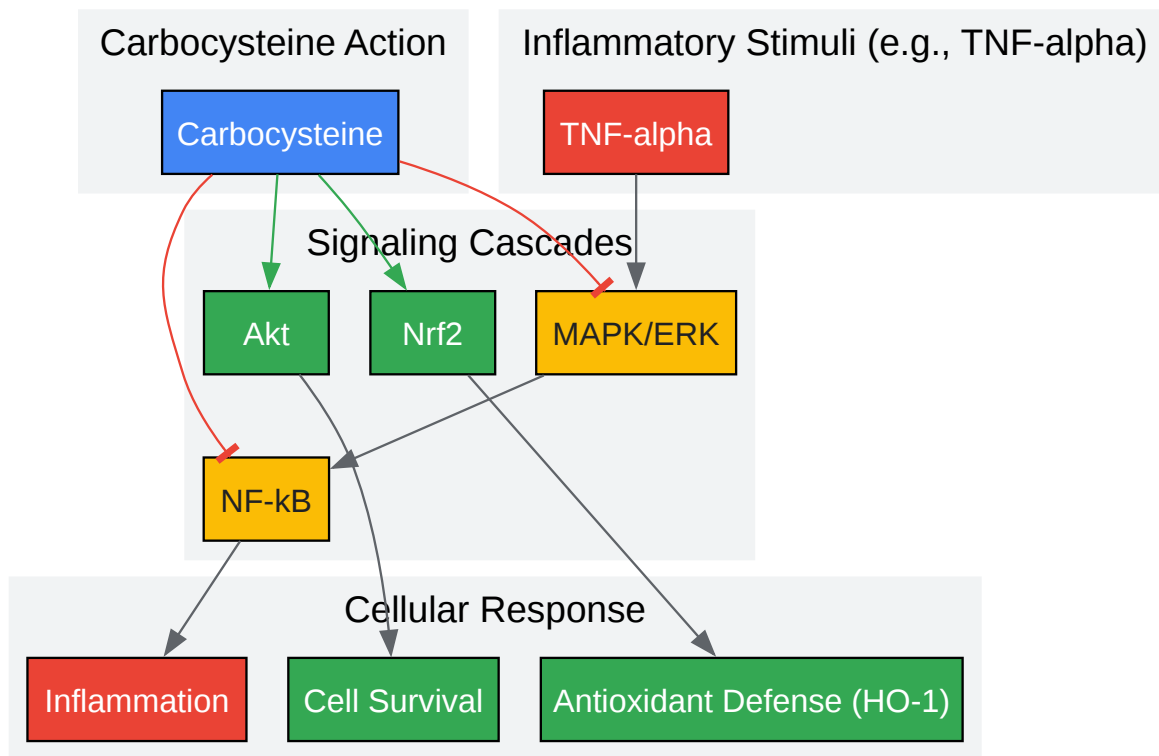 Carbocysteine Action
Inflammatory Stimuli (e.g., TNF-alpha)
Carbocysteine
TNF-alpha
Signaling Cascades
Akt
Nrf2
MAPK/ERK
NF-kB
Cellular Response
Inflammation
Cell Survival
Antioxidant Defense (HO-1)